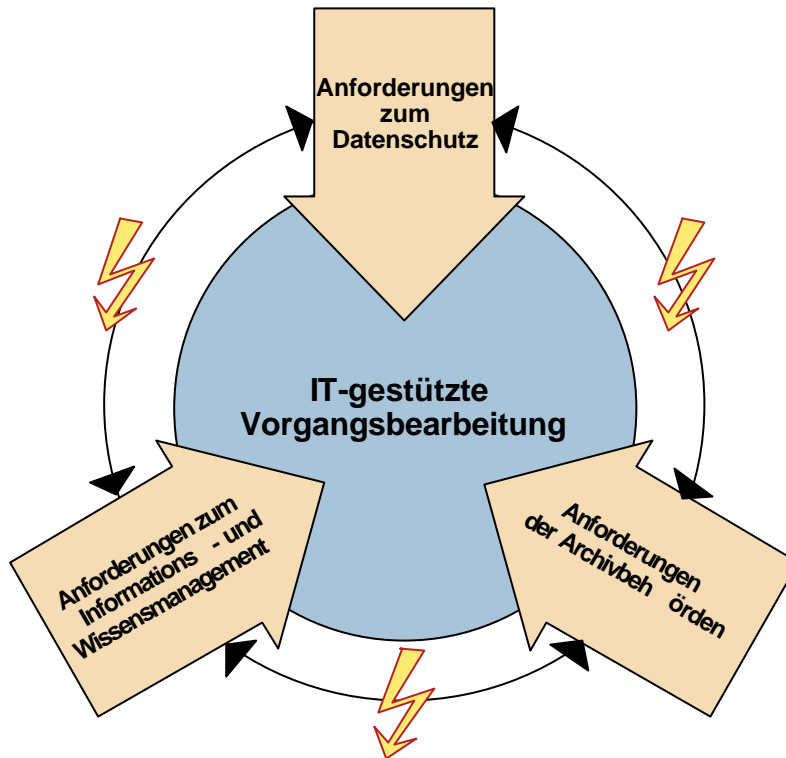 Anforderungen
zum
Datenschutz
IT-gestützte
Vorgangsbearbeitung
Anforderungen zum
Informations - und
Wissensmanagement
Anforderungen
der Archivbeh örden